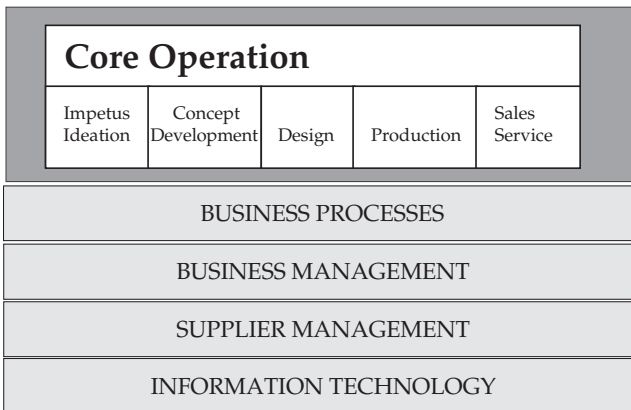 Core Operation
Impetus
Ideation
Concept
Development
Design
Production
Sales
Service
BUSINESS PROCESSES
BUSINESS MANAGEMENT
SUPPLIER MANAGEMENT
INFORMATION TECHNOLOGY